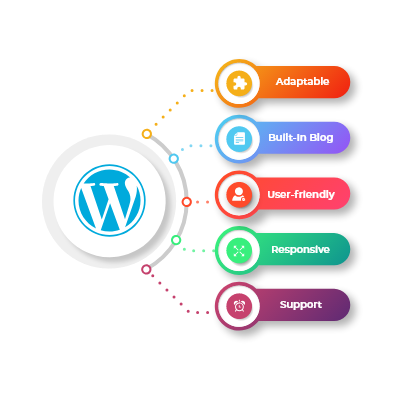 Adaptable
Built-In Blog
User-friendly
Responsive
Support